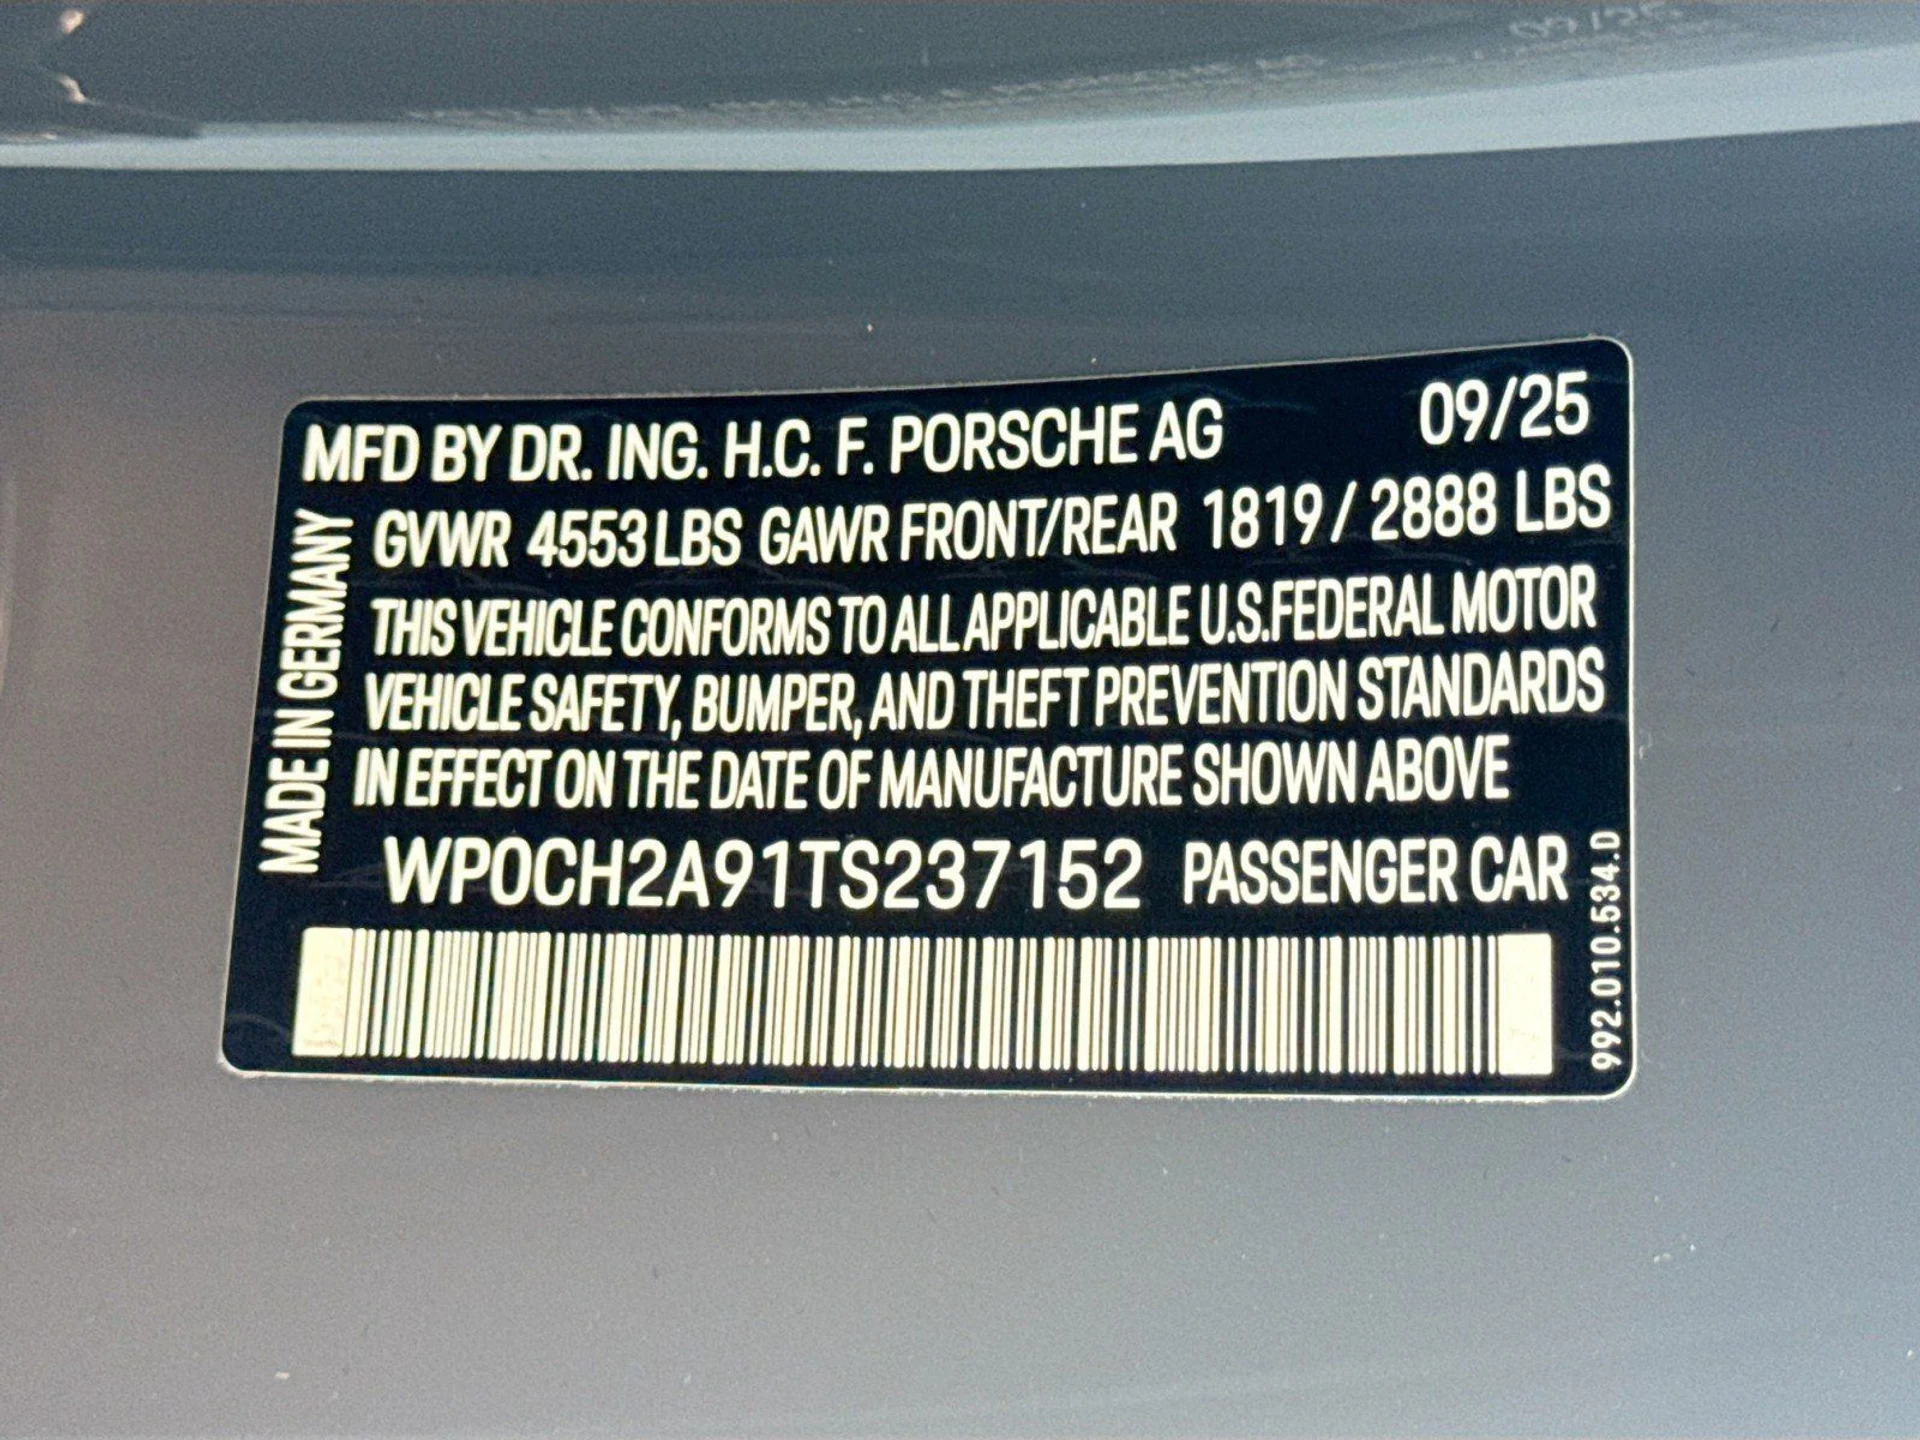 MFD BY DR. ING. H.C. F. PORSCHE AG 09/25
GVWR 4553 LBS GAWR FRONT/REAR 1819 / 2888 LBS
THIS VEHICLE CONFORMS TO ALL APPLICABLE U.S.FEDERAL MOTOR
VEHICLE SAFETY, BUMPER, AND THEFT PREVENTION STANDARDS
IN EFFECT ON THE DATE OF MANUFACTURE SHOWN ABOVE
WP0CH2A91TS237152 PASSENGER CAR
MADE IN GERMANY
992.010.534.D